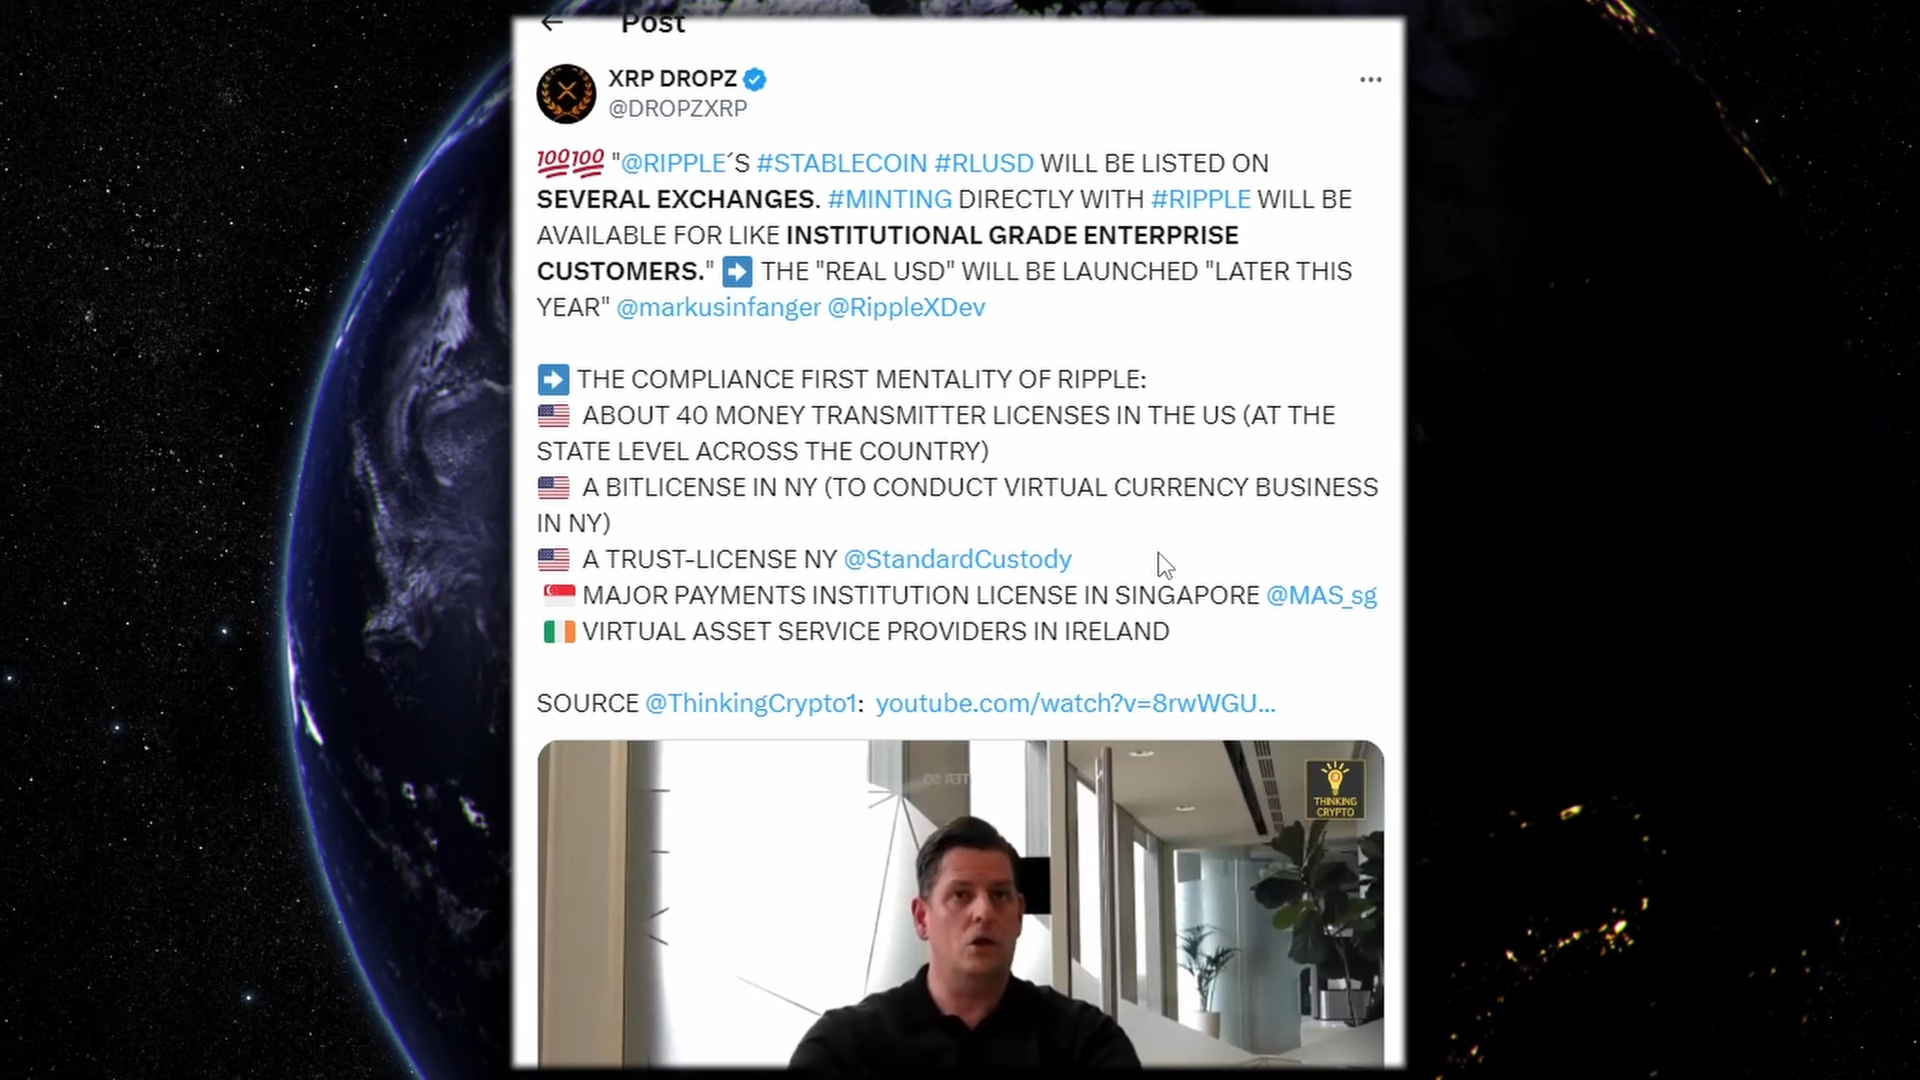 Post
XRP DROPZ
@DROPZXRP
💯💯 "@RIPPLE´S #STABLECOIN #RLUSD WILL BE LISTED ON
SEVERAL EXCHANGES. #MINTING DIRECTLY WITH #RIPPLE WILL BE
AVAILABLE FOR LIKE INSTITUTIONAL GRADE ENTERPRISE
CUSTOMERS." ➡️ THE "REAL USD" WILL BE LAUNCHED "LATER THIS
YEAR" @markusinfanger @RippleXDev
➡️ THE COMPLIANCE FIRST MENTALITY OF RIPPLE:
🇺🇸 ABOUT 40 MONEY TRANSMITTER LICENSES IN THE US (AT THE
STATE LEVEL ACROSS THE COUNTRY)
🇺🇸 A BITLICENSE IN NY (TO CONDUCT VIRTUAL CURRENCY BUSINESS
IN NY)
🇺🇸 A TRUST-LICENSE NY @StandardCustody
🇸🇬 MAJOR PAYMENTS INSTITUTION LICENSE IN SINGAPORE @MAS_sg
🇮🇪 VIRTUAL ASSET SERVICE PROVIDERS IN IRELAND
SOURCE @ThinkingCrypto1: youtube.com/watch?v=8rwWGU...
THINKING
CRYPTO